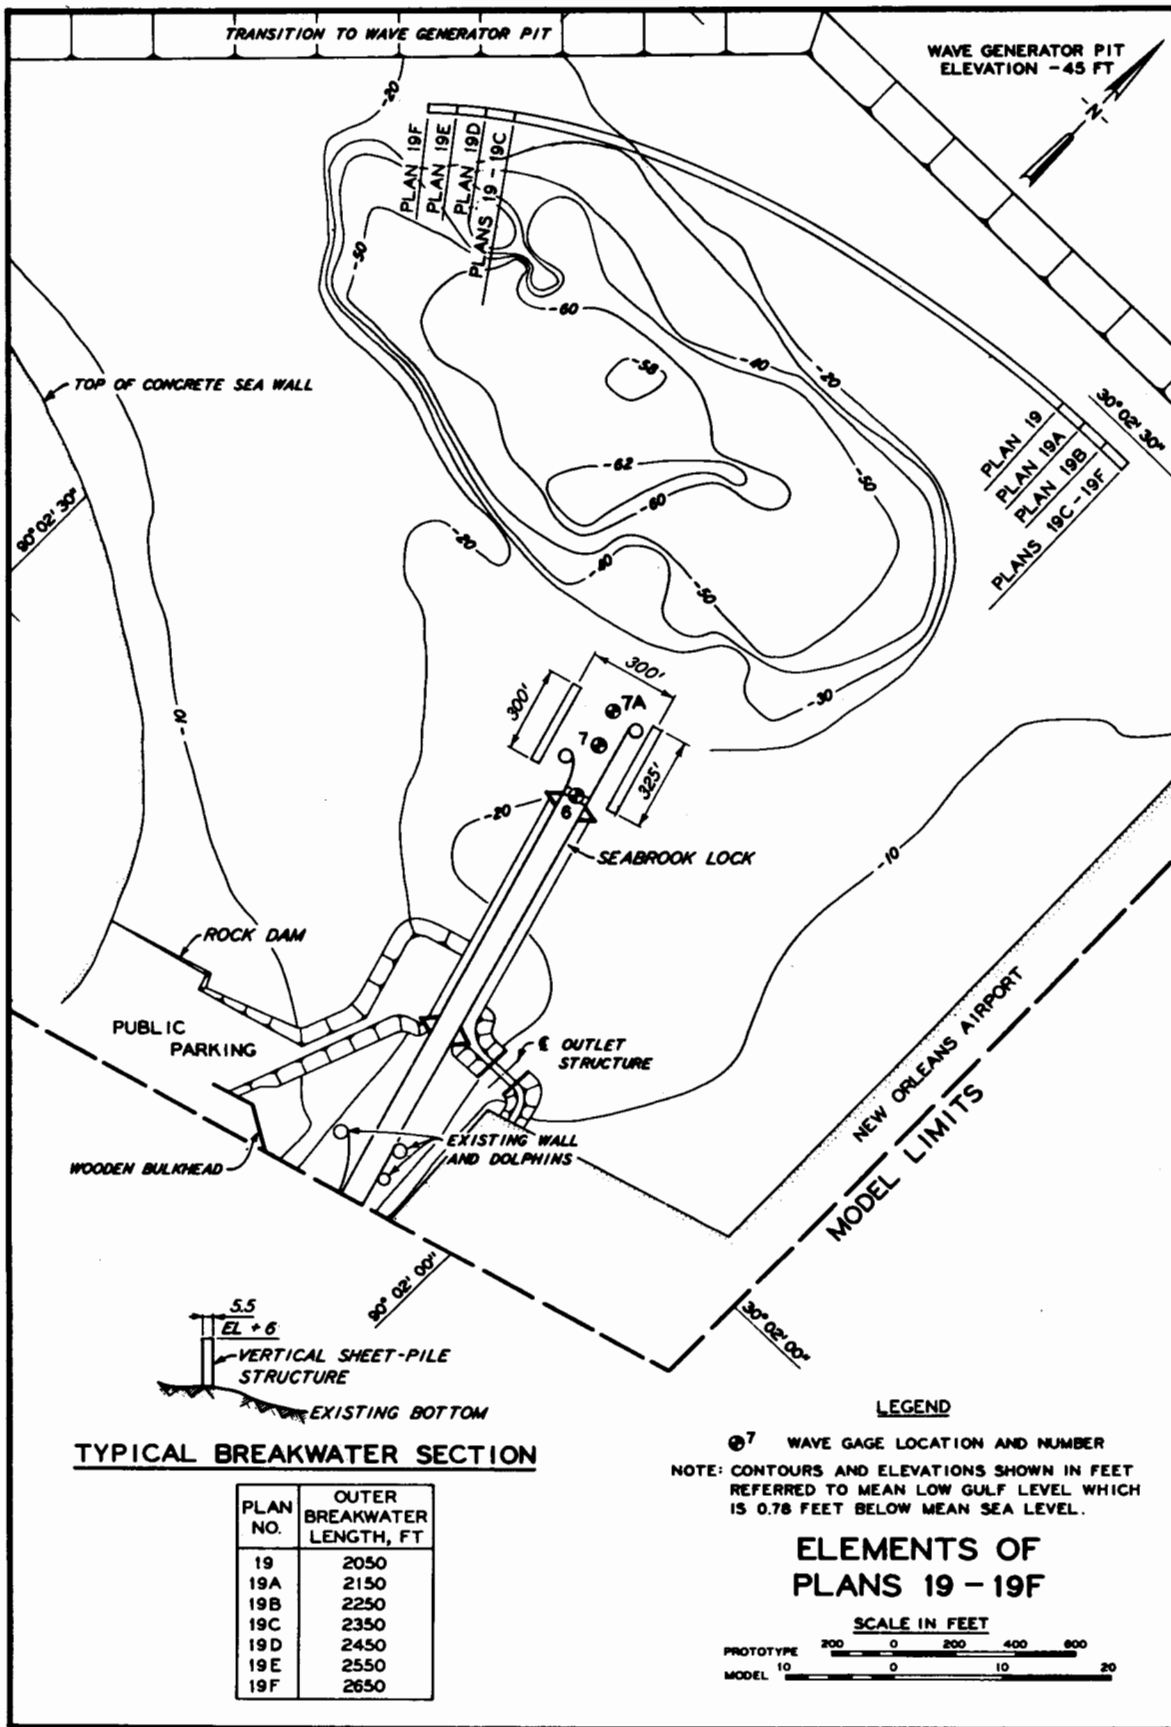 TRANSITION TO WAVE GENERATOR PIT
WAVE GENERATOR PIT
ELEVATION -45 FT
-N-
-20
PLAN 19F
PLAN 19E
PLAN 19D
PLANS 19 - 19C
-50
-60
-58
-40
-20
TOP OF CONCRETE SEA WALL
30° 02' 30"
PLAN 19
PLAN 19A
PLAN 19B
PLANS 19C - 19F
-62
-60
-50
90° 02' 30"
-20
-50
-10
300'
300'
7A
7
-30
325'
-20
6
SEABROOK LOCK
-10
ROCK DAM
PUBLIC
PARKING
℄ OUTLET
STRUCTURE
NEW ORLEANS AIRPORT
MODEL LIMITS
EXISTING WALL
AND DOLPHINS
WOODEN BULKHEAD
90° 02' 00"
30° 02' 00"
5.5
EL + 6
VERTICAL SHEET-PILE
STRUCTURE
EXISTING BOTTOM
TYPICAL BREAKWATER SECTION
PLAN NO. OUTER BREAKWATER LENGTH, FT
19 2050
19A 2150
19B 2250
19C 2350
19D 2450
19E 2550
19F 2650
LEGEND
7 WAVE GAGE LOCATION AND NUMBER
NOTE: CONTOURS AND ELEVATIONS SHOWN IN FEET
REFERRED TO MEAN LOW GULF LEVEL WHICH
IS 0.78 FEET BELOW MEAN SEA LEVEL.
ELEMENTS OF
PLANS 19 - 19F
SCALE IN FEET
PROTOTYPE 200 0 200 400 600
MODEL 10 0 10 20